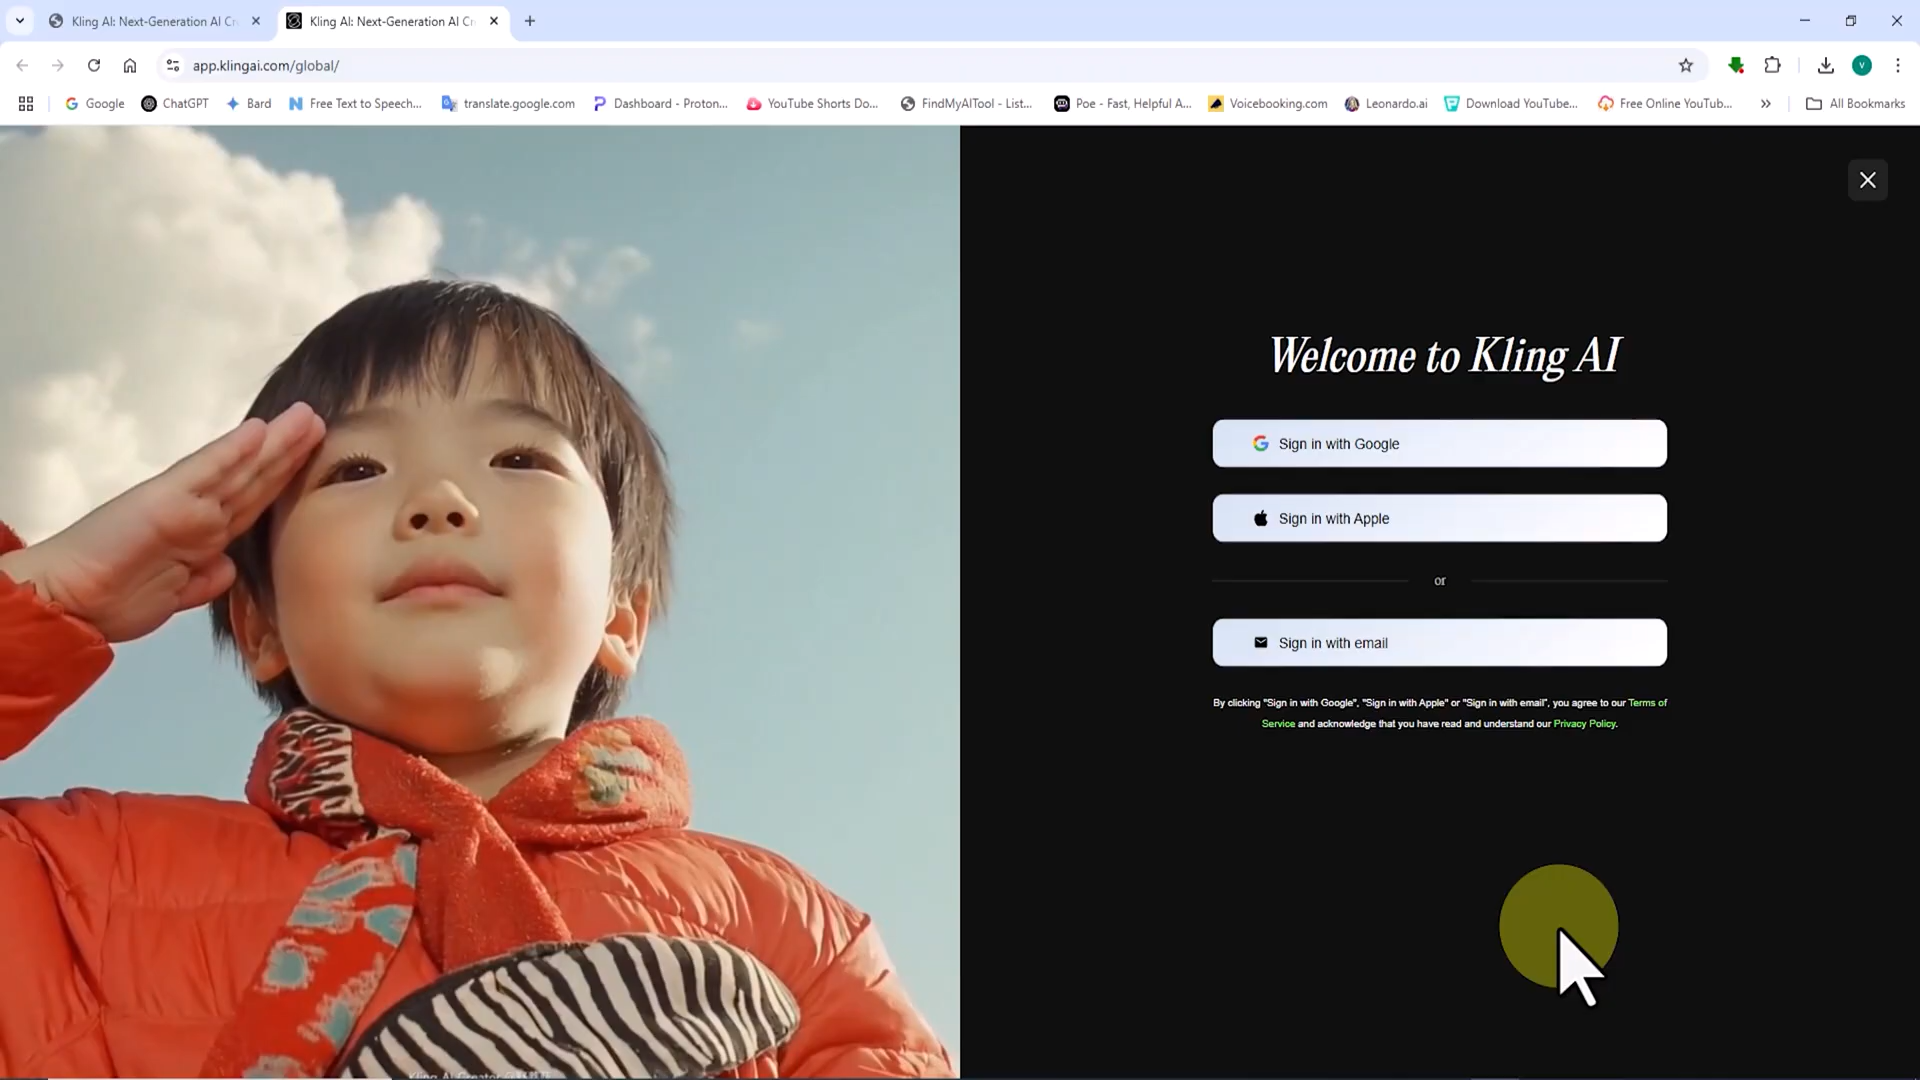 Kling AI: Next-Generation AI Cr
Kling AI: Next-Generation AI Cr
app.klingai.com/global/
V
Google
ChatGPT
Bard
Free Text to Speech...
translate.google.com
Dashboard - Proton...
YouTube Shorts Do...
FindMyAITool - List...
Poe - Fast, Helpful A...
Voicebooking.com
Leonardo.ai
Download YouTube...
Free Online YouTub...
All Bookmarks
Welcome to Kling AI
Sign in with Google
Sign in with Apple
or
Sign in with email
By clicking "Sign in with Google", "Sign in with Apple" or "Sign in with email", you agree to our Terms of
Service and acknowledge that you have read and understand our Privacy Policy.
Kling AI Creator